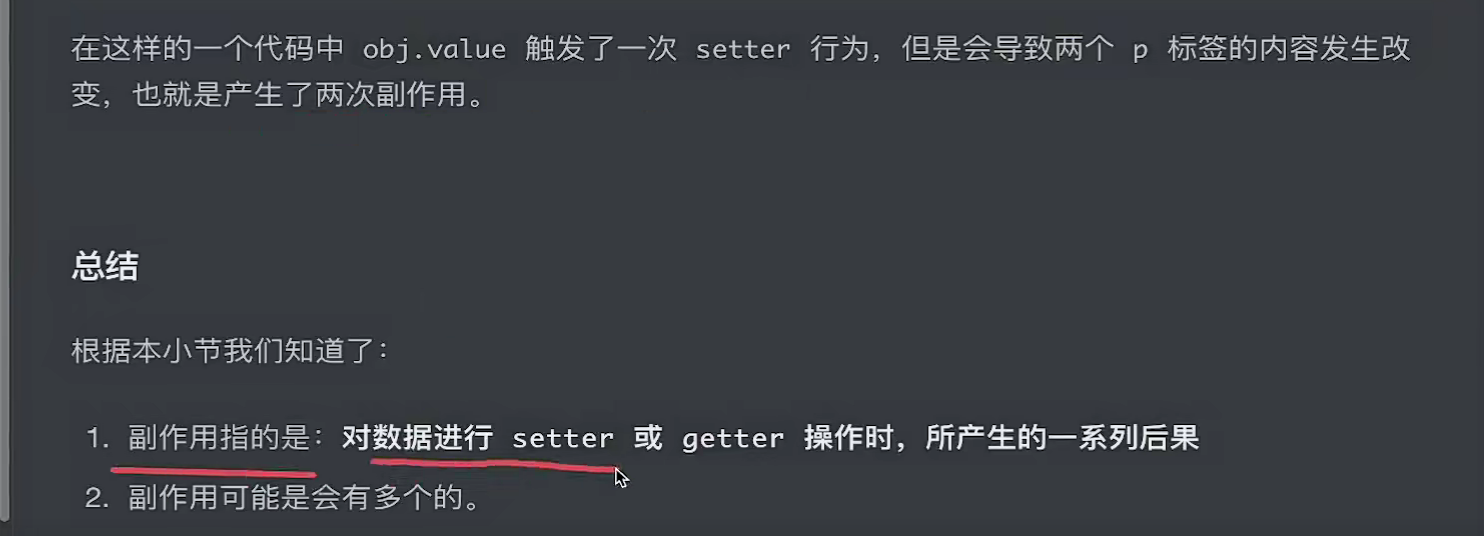 在这样的一个代码中 obj.value 触发了一次 setter 行为，但是会导致两个 p 标签的内容发生改
变，也就是产生了两次副作用。
总结
根据本小节我们知道了：
1. 副作用指的是：对数据进行 setter 或 getter 操作时，所产生的一系列后果
2. 副作用可能是会有多个的。